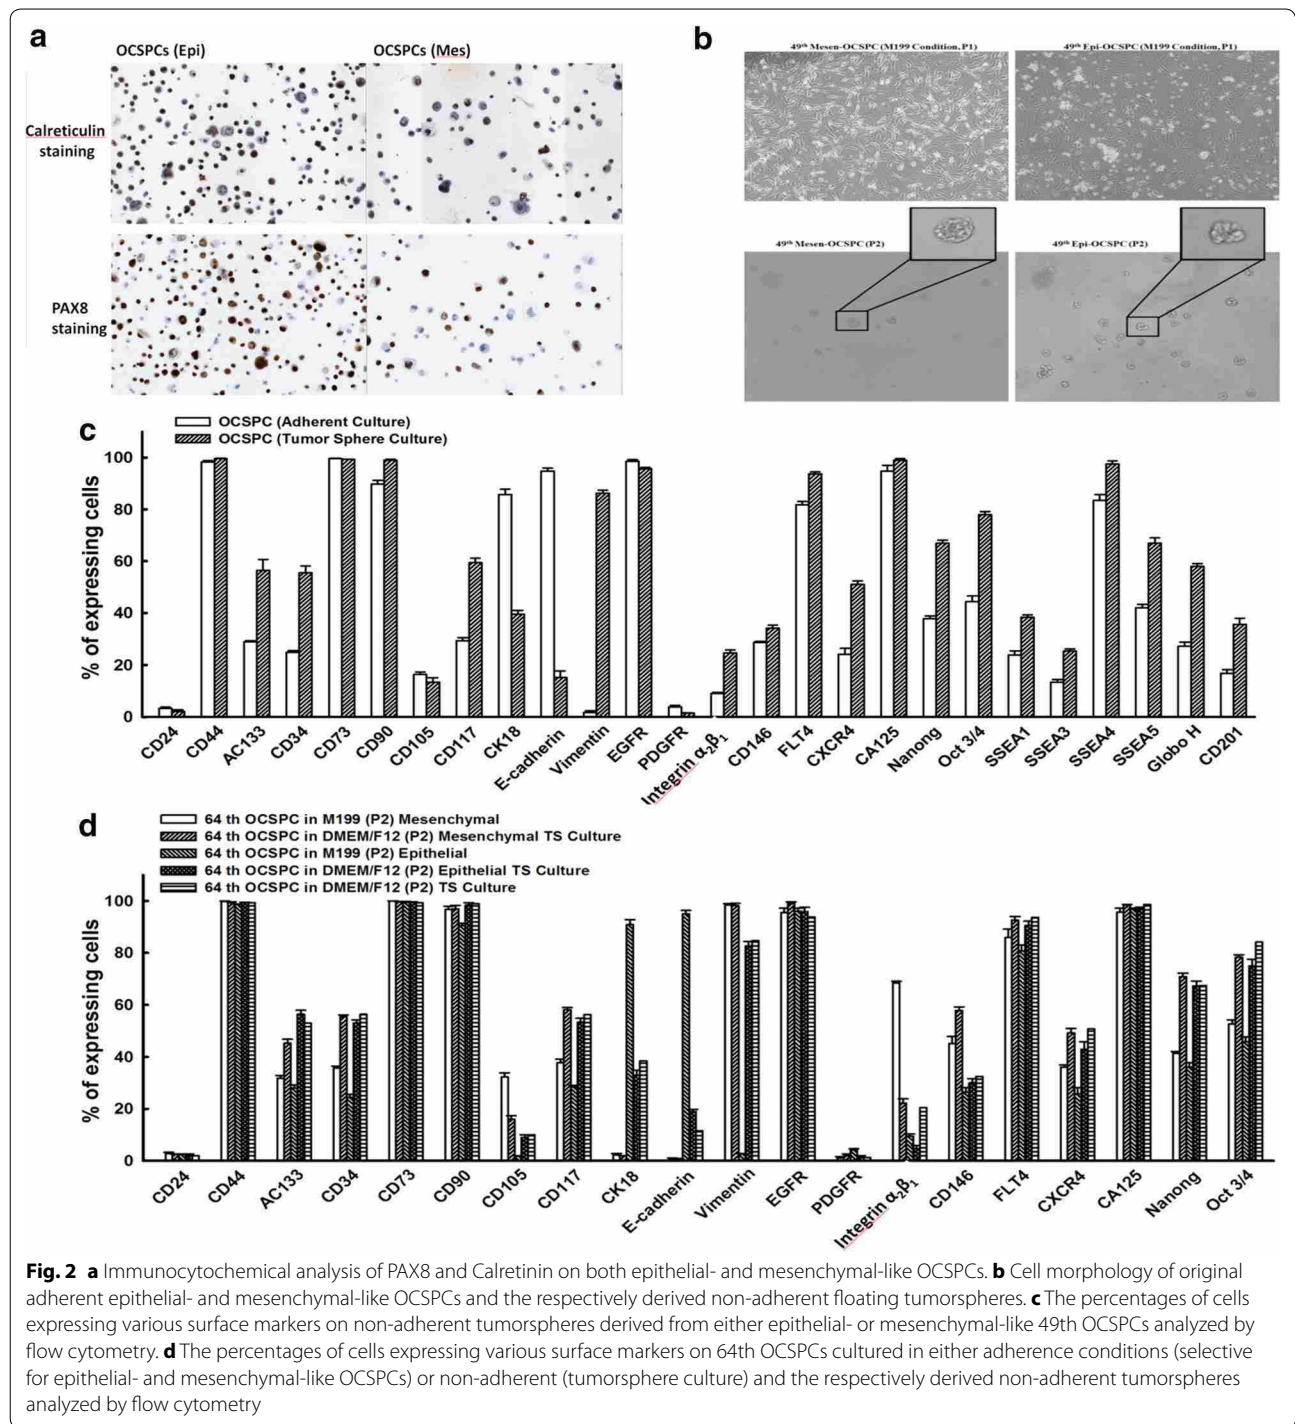 a
OCSPCs (Epi)
OCSPCs (Mes)
Calreticulin
staining
PAX8
staining
b
49th Mesen-OCSPC (M199 Condition, P1)
49th Epi-OCSPC (M199 Condition, P1)
49th Mesen-OCSPC (P2)
49th Epi-OCSPC (P2)
c
OCSPC (Adherent Culture)
OCSPC (Tumor Sphere Culture)
% of expressing cells
100
80
60
40
20
0
CD24
CD44
AC133
CD34
CD73
CD90
CD105
CD117
CK18
E-cadherin
Vimentin
EGFR
PDGFR
Integrin α2β1
CD146
FLT4
CXCR4
CA125
Nanong
Oct 3/4
SSEA1
SSEA3
SSEA4
SSEA5
Globo H
CD201
d
64 th OCSPC in M199 (P2) Mesenchymal
64 th OCSPC in DMEM/F12 (P2) Mesenchymal TS Culture
64 th OCSPC in M199 (P2) Epithelial
64 th OCSPC in DMEM/F12 (P2) Epithelial TS Culture
64 th OCSPC in DMEM/F12 (P2) TS Culture
% of expressing cells
100
80
60
40
20
0
CD24
CD44
AC133
CD34
CD73
CD90
CD105
CD117
CK18
E-cadherin
Vimentin
EGFR
PDGFR
Integrin α2β1
CD146
FLT4
CXCR4
CA125
Nanong
Oct 3/4
Fig. 2 a Immunocytochemical analysis of PAX8 and Calretinin on both epithelial- and mesenchymal-like OCSPCs. b Cell morphology of original
adherent epithelial- and mesenchymal-like OCSPCs and the respectively derived non-adherent floating tumorspheres. c The percentages of cells
expressing various surface markers on non-adherent tumorspheres derived from either epithelial- or mesenchymal-like 49th OCSPCs analyzed by
flow cytometry. d The percentages of cells expressing various surface markers on 64th OCSPCs cultured in either adherence conditions (selective
for epithelial- and mesenchymal-like OCSPCs) or non-adherent (tumorsphere culture) and the respectively derived non-adherent tumorspheres
analyzed by flow cytometry